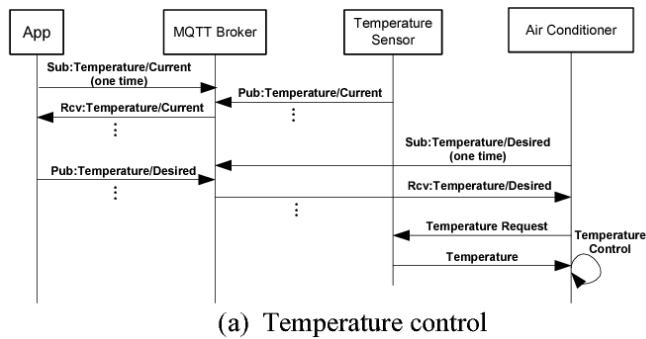 App
MQTT Broker
Temperature
Sensor
Air Conditioner
Sub:Temperature/Current
(one time)
Pub:Temperature/Current
Rcv:Temperature/Current
Sub:Temperature/Desired
(one time)
Pub:Temperature/Desired
Rcv:Temperature/Desired
Temperature Request
Temperature
Control
Temperature
(a) Temperature control